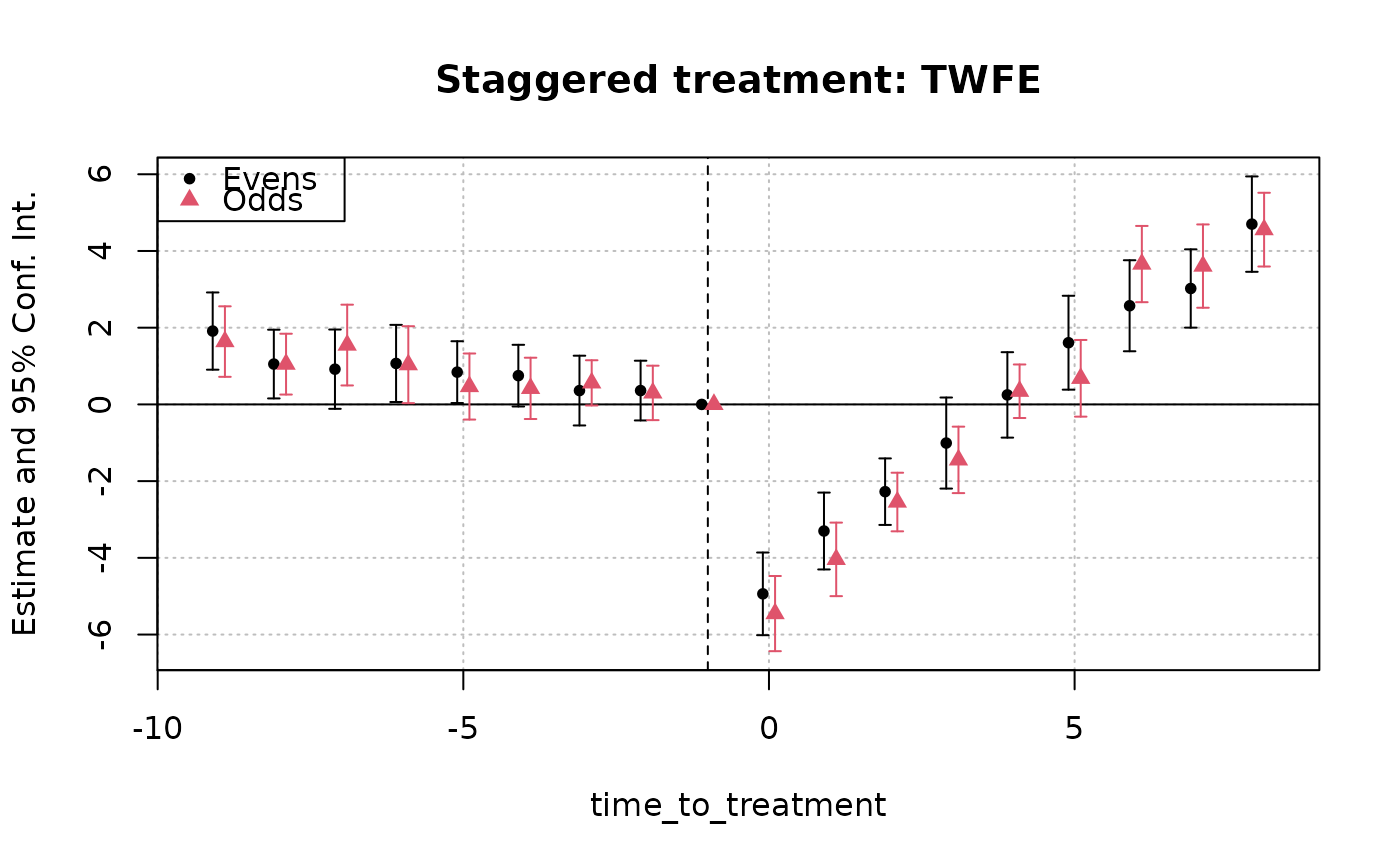 Staggered treatment: TWFE
Evens
Odds
Estimate and 95% Conf. Int.
6
4
2
0
-2
-4
-6
-10 -5 0 5
time_to_treatment